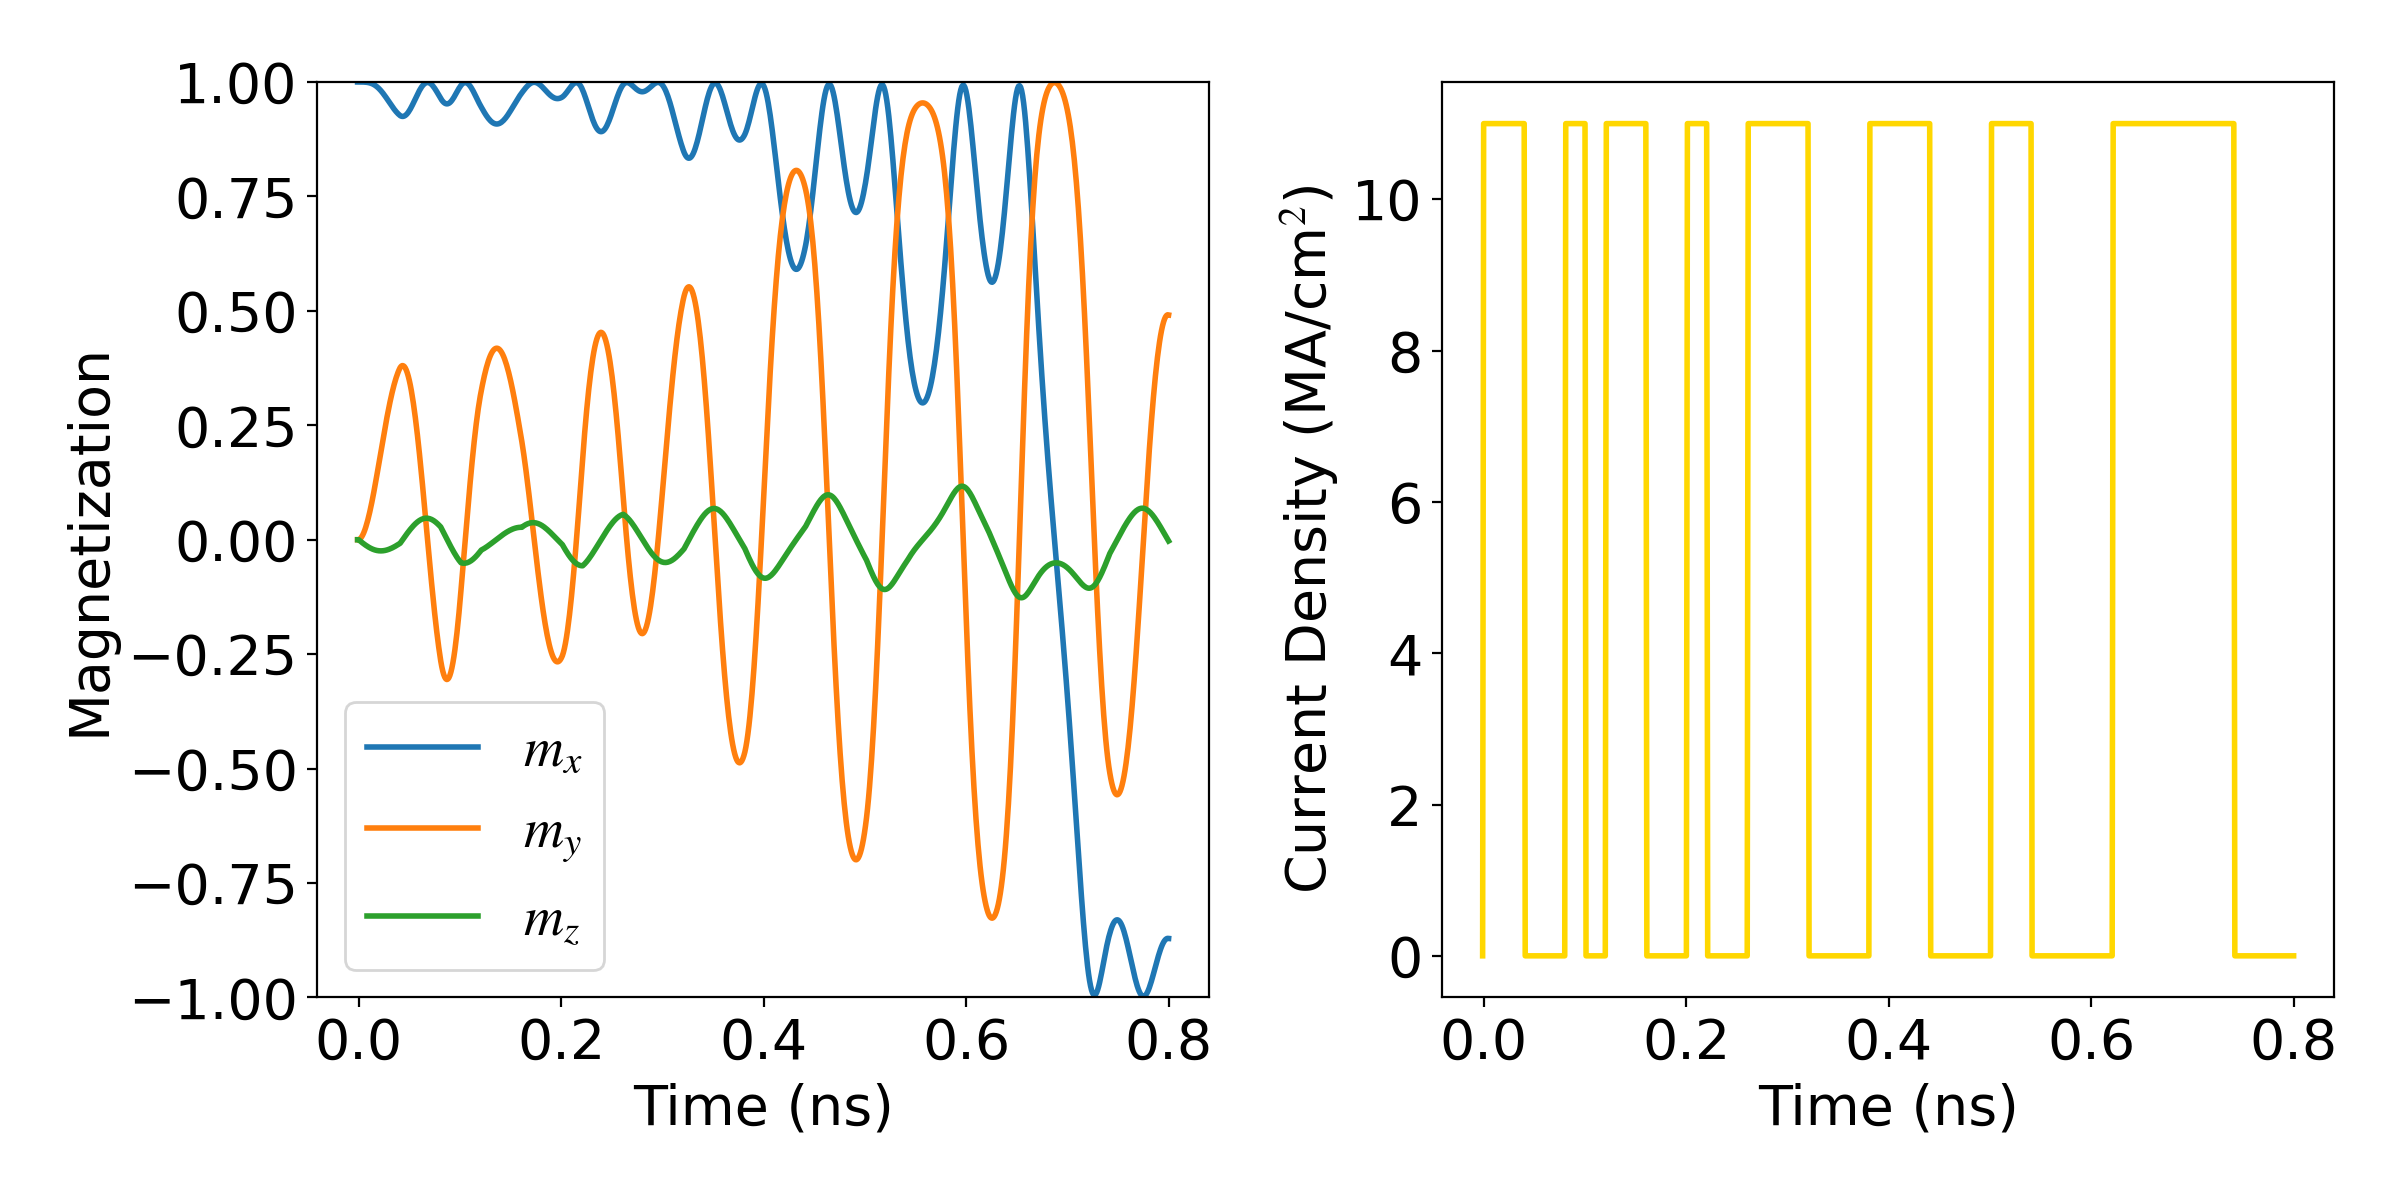 1.00
0.75
0.50
0.25
0.00
−0.25
−0.50
−0.75
−1.00
Magnetization
m_x
m_y
m_z
0.0 0.2 0.4 0.6 0.8
Time (ns)
10
8
6
4
2
0
Current Density (MA/cm²)
0.0 0.2 0.4 0.6 0.8
Time (ns)